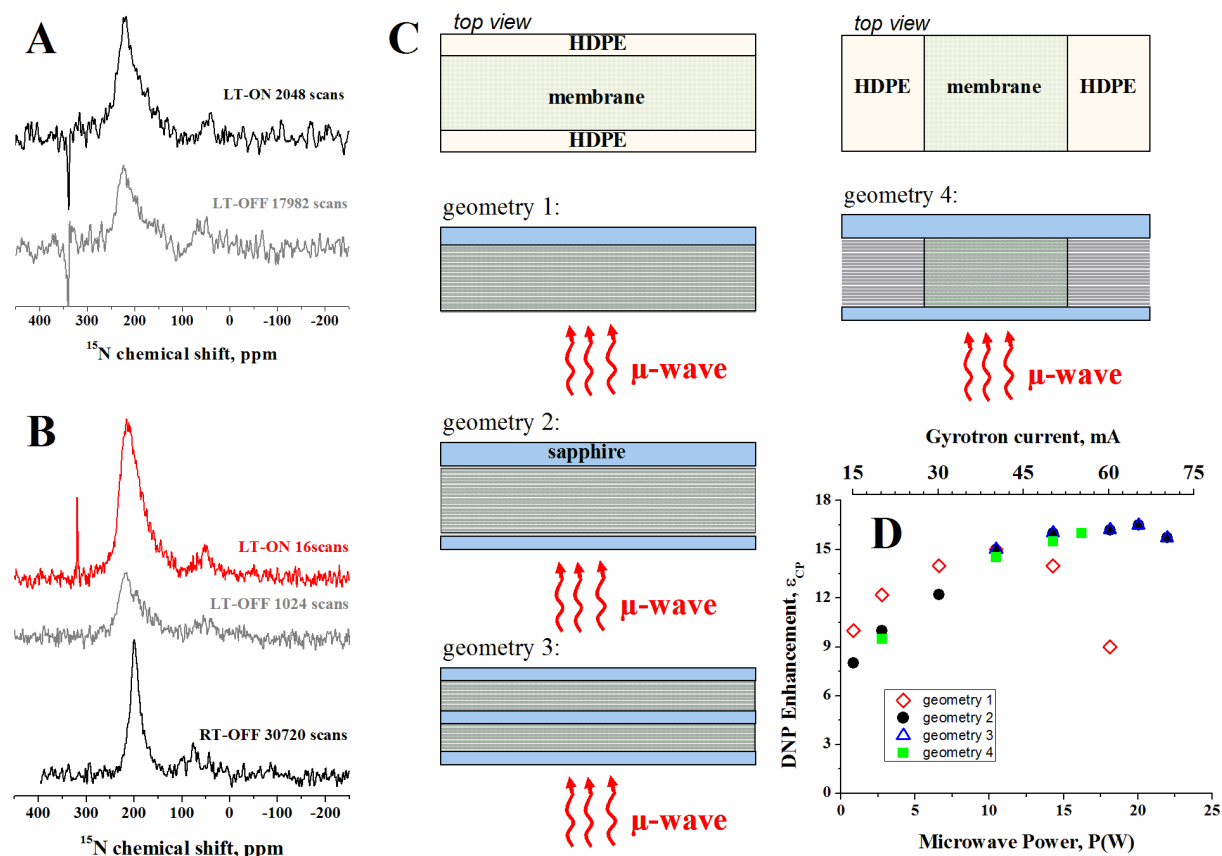 A
LT-ON 2048 scans
LT-OFF 17982 scans
400 300 200 100 0 -100 -200
¹⁵N chemical shift, ppm
B
LT-ON 16scans
LT-OFF 1024 scans
RT-OFF 30720 scans
400 300 200 100 0 -100 -200
¹⁵N chemical shift, ppm
C
top view
HDPE
membrane
HDPE
geometry 1:
μ-wave
geometry 2:
sapphire
μ-wave
geometry 3:
μ-wave
top view
HDPE membrane HDPE
geometry 4:
μ-wave
Gyrotron current, mA
15 30 45 60 75
D
18
15
12
9
6
3
0
DNP Enhancement, ε_CP
geometry 1
geometry 2
geometry 3
geometry 4
0 5 10 15 20 25
Microwave Power, P(W)